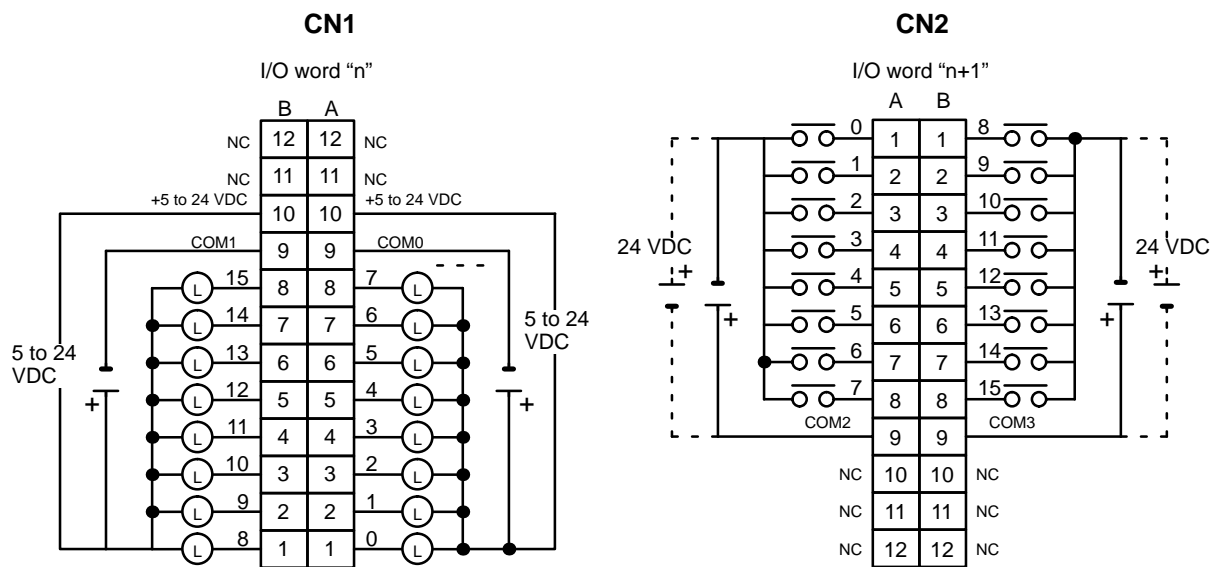 CN1
I/O word “n”
B A
NC 12 12 NC
NC 11 11 NC
+5 to 24 VDC 10 10 +5 to 24 VDC
COM1 9 9 COM0
L 15 8 8 7 L
L 14 7 7 6 L
L 13 6 6 5 L
L 12 5 5 4 L
L 11 4 4 3 L
L 10 3 3 2 L
L 9 2 2 1 L
L 8 1 1 0 L
5 to 24
VDC
+
5 to 24
VDC
+
CN2
I/O word “n+1”
A B
0 1 1 8
1 2 2 9
2 3 3 10
3 4 4 11
4 5 5 12
5 6 6 13
6 7 7 14
7 8 8 15
COM2 9 9 COM3
NC 10 10 NC
NC 11 11 NC
NC 12 12 NC
24 VDC
+
+
24 VDC
+
+